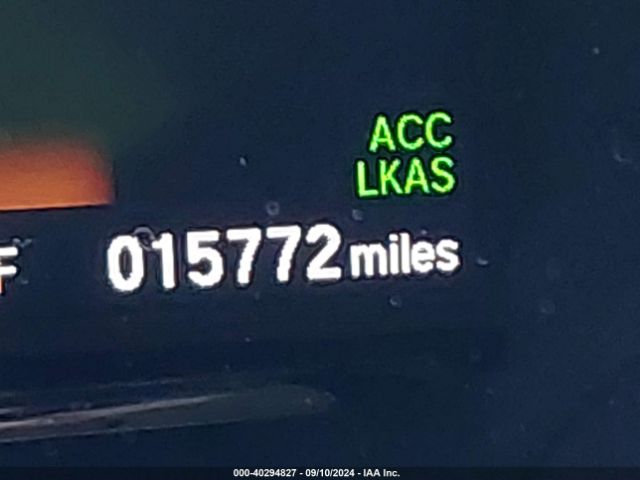 ACC
LKAS
F
015772 miles
000-40294827 - 09/10/2024 - IAA Inc.